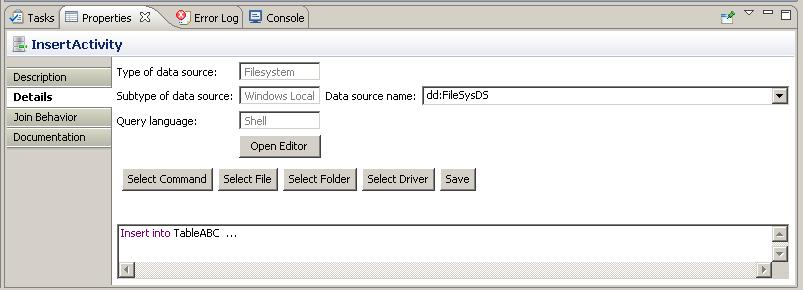 Tasks Properties Error Log Console
InsertActivity
Description
Details
Join Behavior
Documentation
Type of data source: Filesystem
Subtype of data source: Windows Local Data source name: dd:FileSysDS
Query language: Shell
Open Editor
Select Command Select File Select Folder Select Driver Save
Insert into TableABC ...